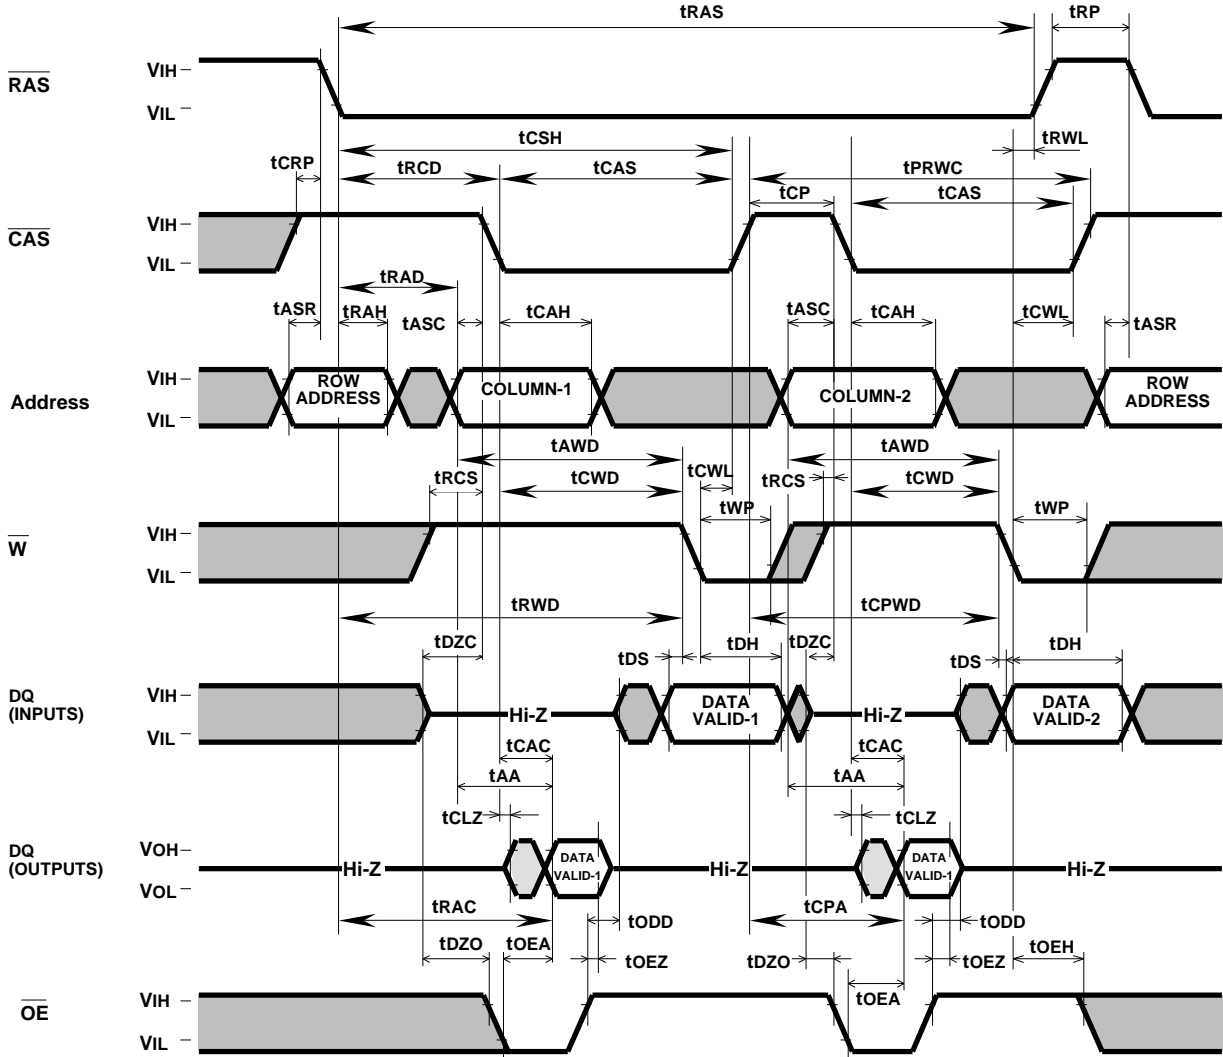 tRAS
tRP
RAS
VIH
VIL
tRWL
tCSH
tCRP
tRCD
tCAS
tPRWC
tCP
tCAS
CAS
VIH
VIL
tRAD
tASR
tRAH
tASC
tCAH
tASC
tCAH
tCWL
tASR
Address
VIH
VIL
ROW
ADDRESS
COLUMN-1
COLUMN-2
ROW
ADDRESS
tAWD
tAWD
tRCS
tCWD
tCWL
tRCS
tCWD
tWP
tWP
W
VIH
VIL
tRWD
tCPWD
tDZC
tDS
tDH
tDZC
tDS
tDH
DQ
(INPUTS)
VIH
VIL
Hi-Z
DATA
VALID-1
Hi-Z
DATA
VALID-2
tCAC
tCAC
tAA
tAA
tCLZ
tCLZ
DQ
(OUTPUTS)
VOH
VOL
Hi-Z
DATA
VALID-1
Hi-Z
DATA
VALID-1
Hi-Z
tRAC
tODD
tCPA
tODD
tDZO
tOEA
tOEZ
tDZO
tOEA
tOEZ
tOEH
OE
VIH
VIL